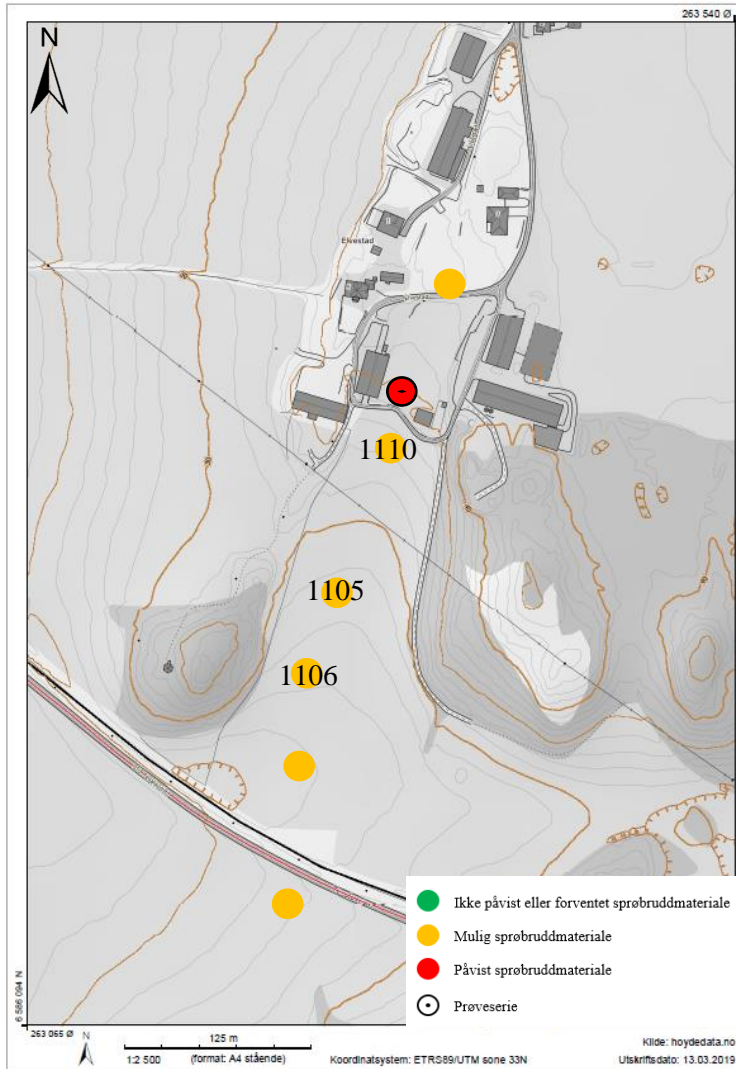 263 540 Ø
N
Elvestad
1110
1105
1106
Ikke påvist eller forventet sprøbruddmateriale
Mulig sprøbruddmateriale
Påvist sprøbruddmateriale
Prøveserie
6 586 094 N
263 065 Ø
N
125 m
1:2 500 (format: A4 stående)
Koordinatsystem: ETRS89/UTM sone 33N
Kilde: hoydedata.no
Utskriftsdato: 13.03.2019